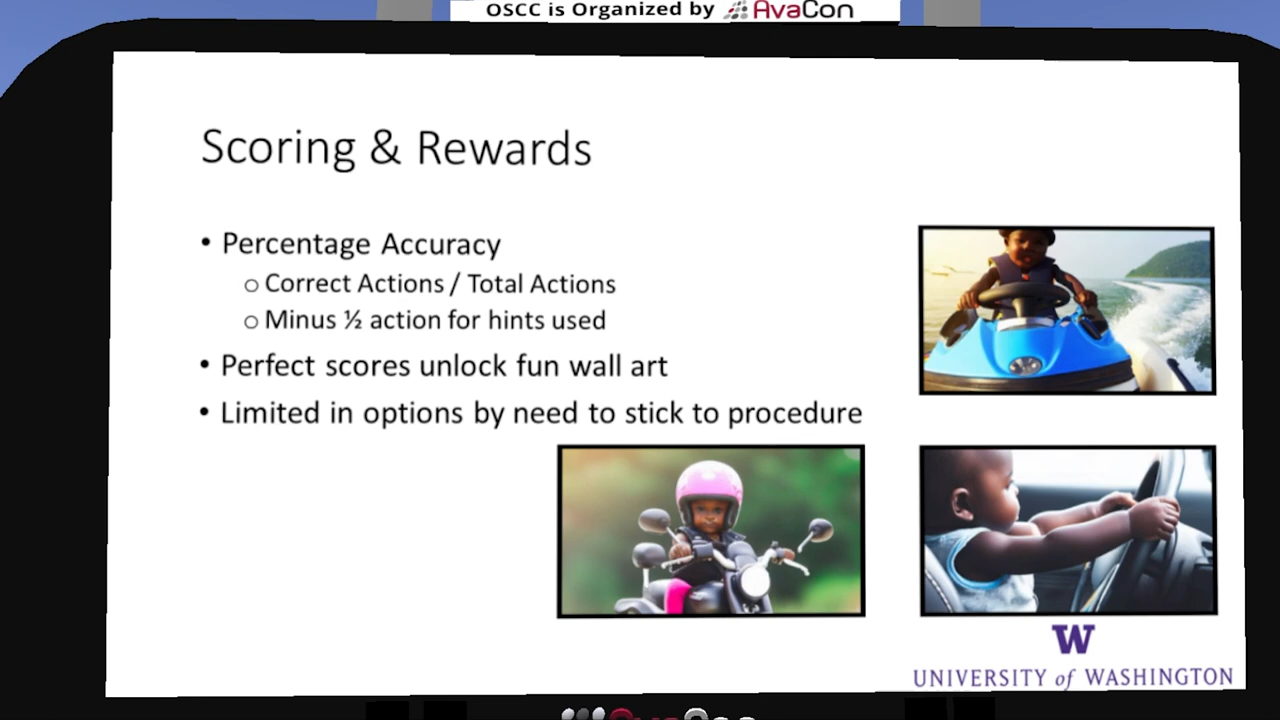 OSCC is Organized by AvaCon
Scoring & Rewards
• Percentage Accuracy
o Correct Actions / Total Actions
o Minus ½ action for hints used
• Perfect scores unlock fun wall art
• Limited in options by need to stick to procedure
W
UNIVERSITY of WASHINGTON
AvaCon